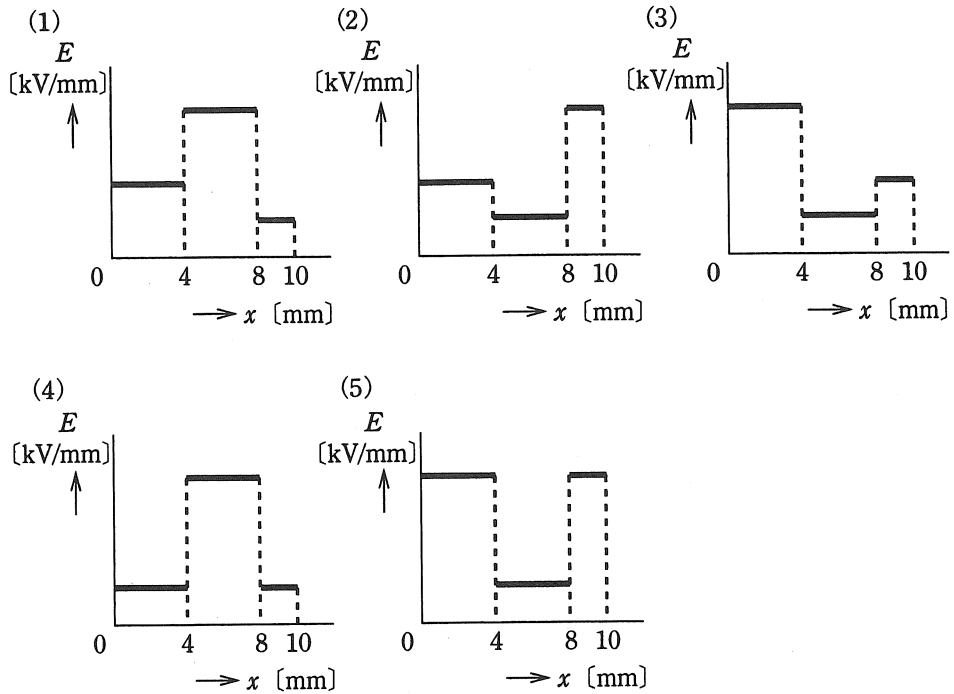 (1)
E
〔kV/mm〕
0 4 8 10
x 〔mm〕
(2)
E
〔kV/mm〕
0 4 8 10
x 〔mm〕
(3)
E
〔kV/mm〕
0 4 8 10
x 〔mm〕
(4)
E
〔kV/mm〕
0 4 8 10
x 〔mm〕
(5)
E
〔kV/mm〕
0 4 8 10
x 〔mm〕